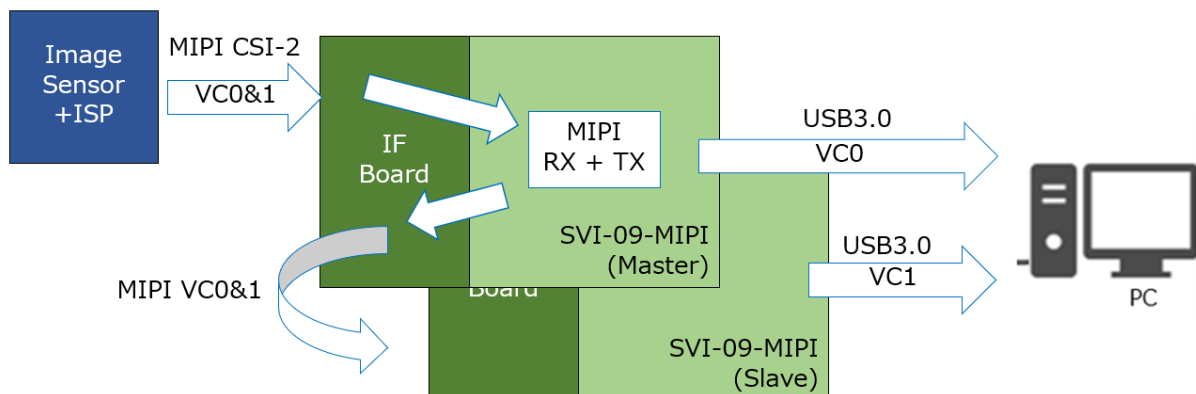 Image
Sensor
+ISP
MIPI CSI-2
VC0&1
IF
Board
MIPI
RX + TX
SVI-09-MIPI
(Master)
USB3.0
VC0
USB3.0
VC1
PC
MIPI VC0&1
Board
SVI-09-MIPI
(Slave)